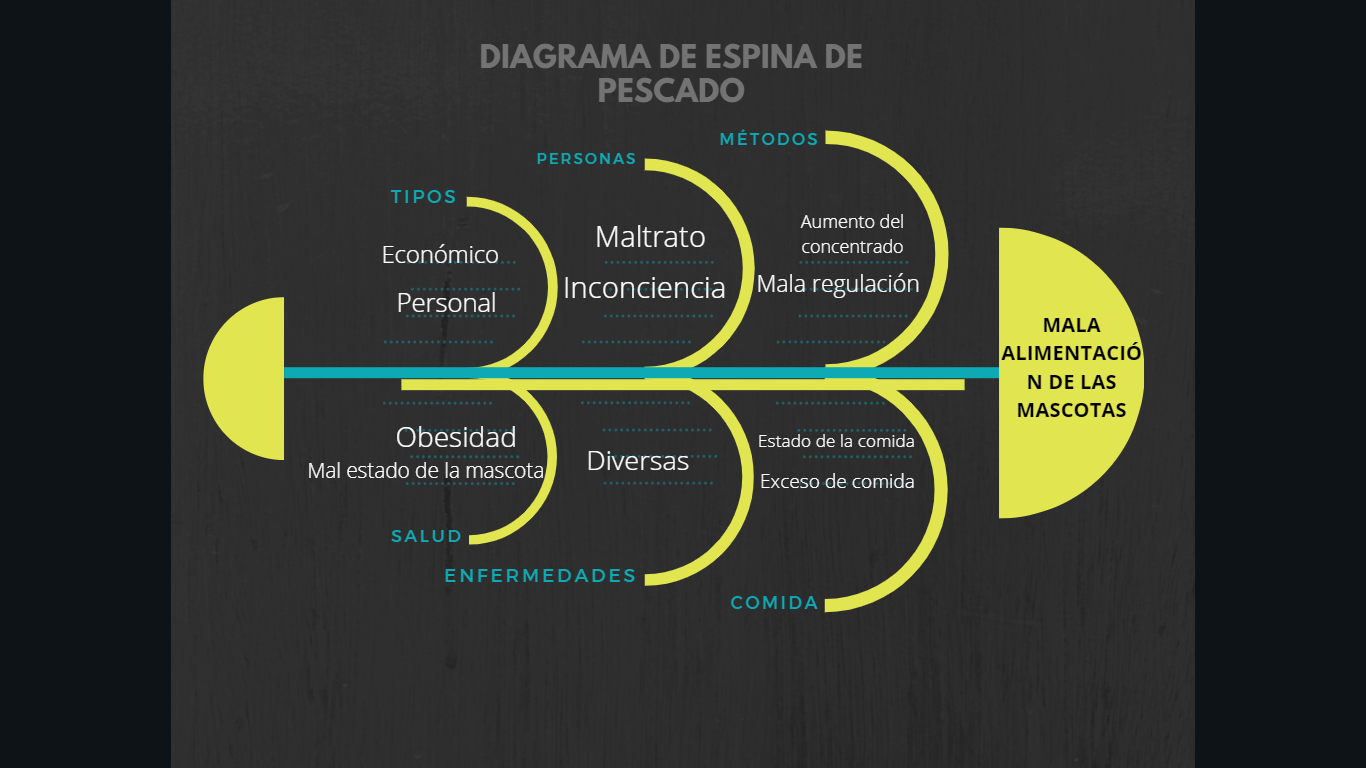 DIAGRAMA DE ESPINA DE
PESCADO
MÉTODOS
PERSONAS
TIPOS
Aumento del
concentrado
Maltrato
Económico
Mala regulación
Inconciencia
Personal
MALA
ALIMENTACIÓ
N DE LAS
MASCOTAS
Obesidad
Mal estado de la mascota
Diversas
Estado de la comida
Exceso de comida
SALUD
ENFERMEDADES
COMIDA